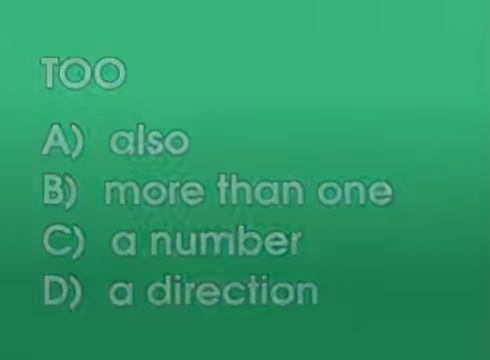 TOO
A) also
B) more than one
C) a number
D) a direction